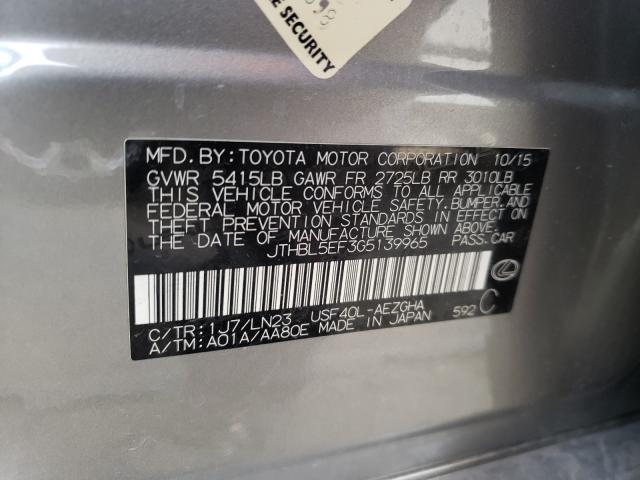 E SECURITY
MFD.BY:TOYOTA MOTOR CORPORATION 10/15
GVWR 5415LB GAWR FR 2725LB RR 3010LB
THIS VEHICLE CONFORMS TO ALL APPLICABLE
FEDERAL MOTOR VEHICLE SAFETY,BUMPER,AND
THEFT PREVENTION STANDARDS IN EFFECT ON
THE DATE OF MANUFACTURE SHOWN ABOVE.
JTHBL5EF3G5139965 PASS.CAR
C/TR:1J7/LN23 USF40L-AEZGHA 592 C
A/TM:A01A/AA80E MADE IN JAPAN